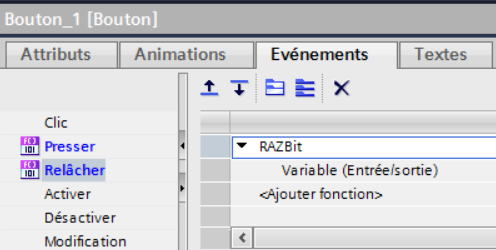 Bouton_1 [Bouton]
Attributs Animations Evénements Textes
Clic
Presser
Relâcher
Activer
Désactiver
Modification
RAZBit
Variable (Entrée/sortie)
<Ajouter fonction>